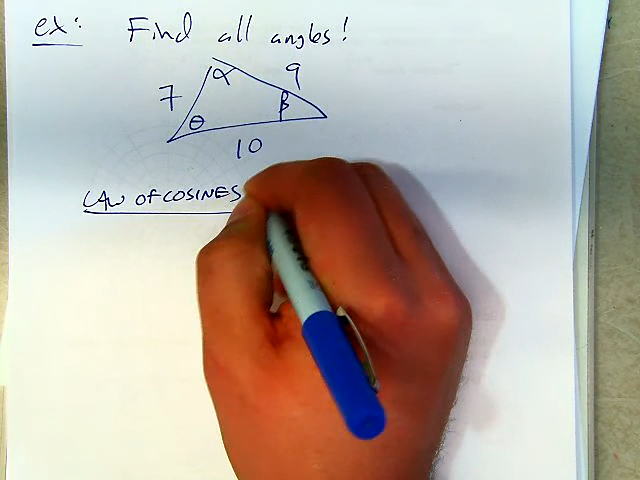 ex: Find all angles!
α 9
7
θ β
10
LAW OF COSINES